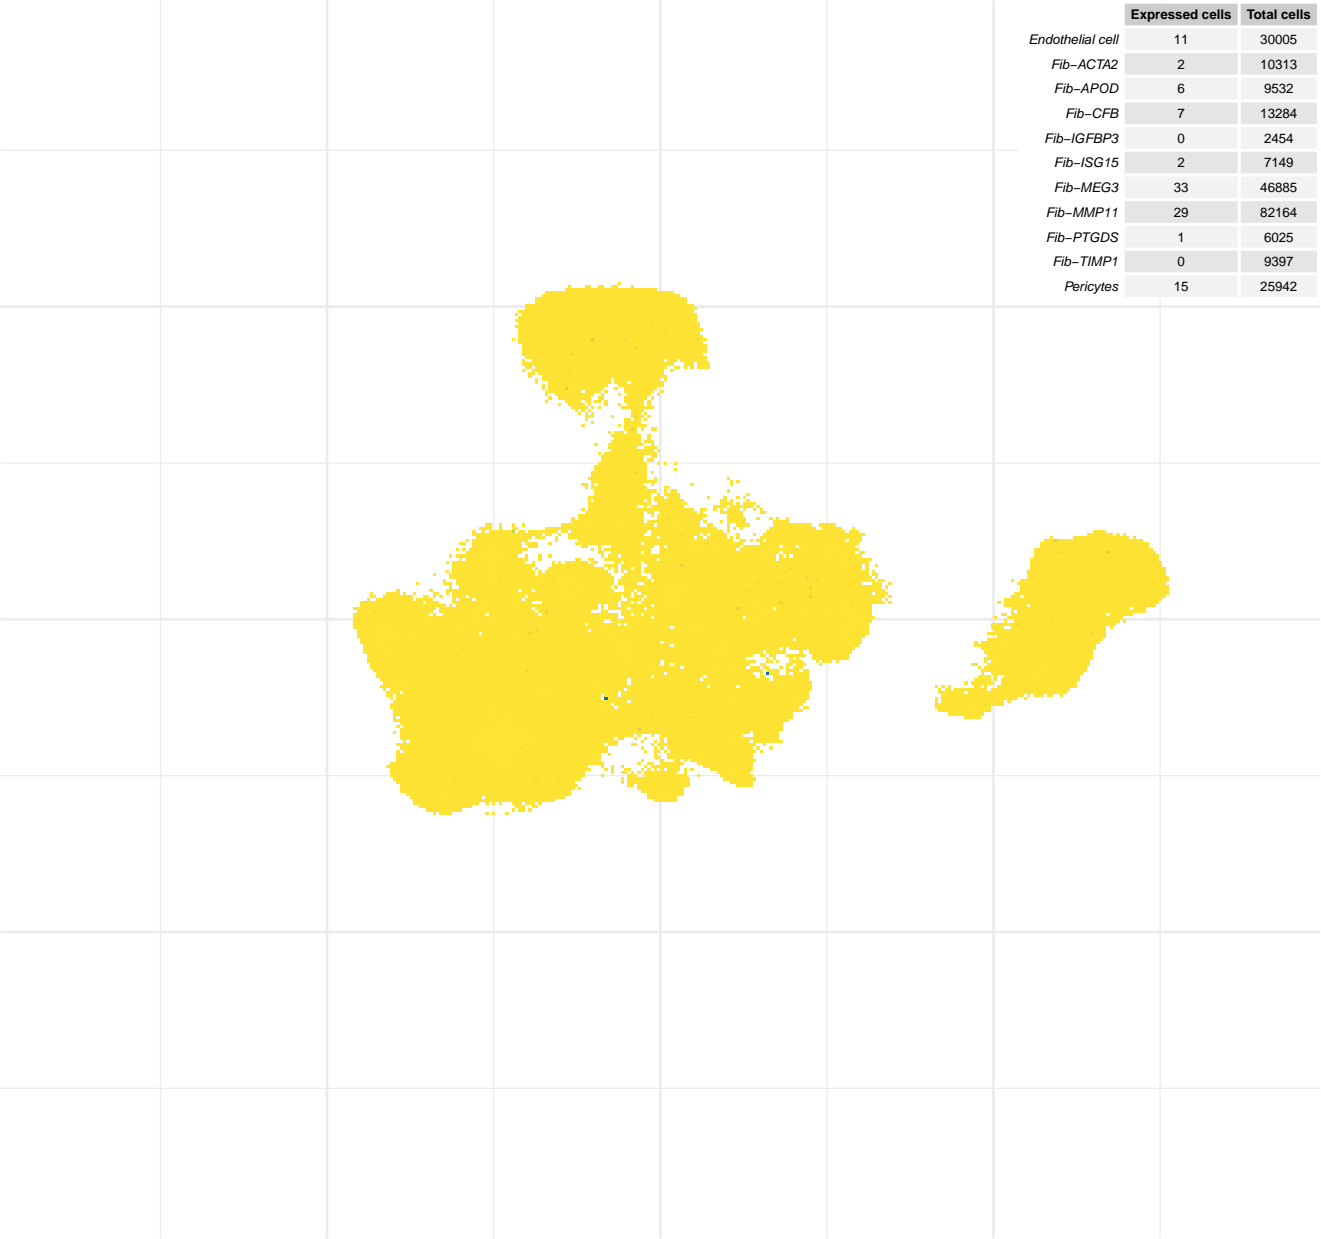 Expressed cells Total cells
Endothelial cell 11 30005
Fib−ACTA2 2 10313
Fib−APOD 6 9532
Fib−CFB 7 13284
Fib−IGFBP3 0 2454
Fib−ISG15 2 7149
Fib−MEG3 33 46885
Fib−MMP11 29 82164
Fib−PTGDS 1 6025
Fib−TIMP1 0 9397
Pericytes 15 25942